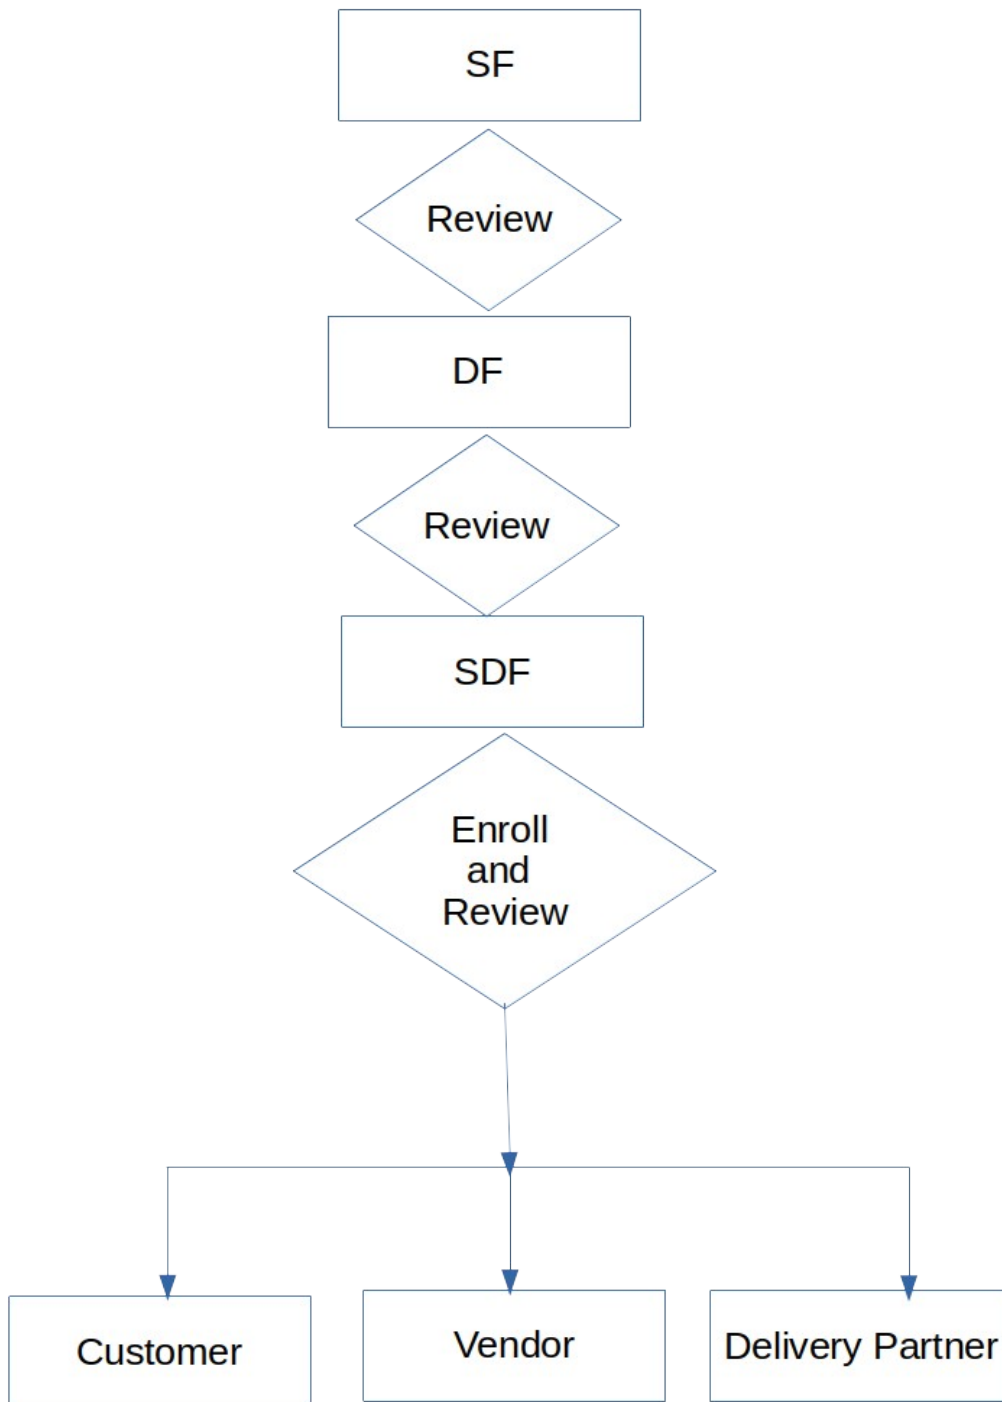 SF
Review
DF
Review
SDF
Enroll
and
Review
Customer
Vendor
Delivery Partner